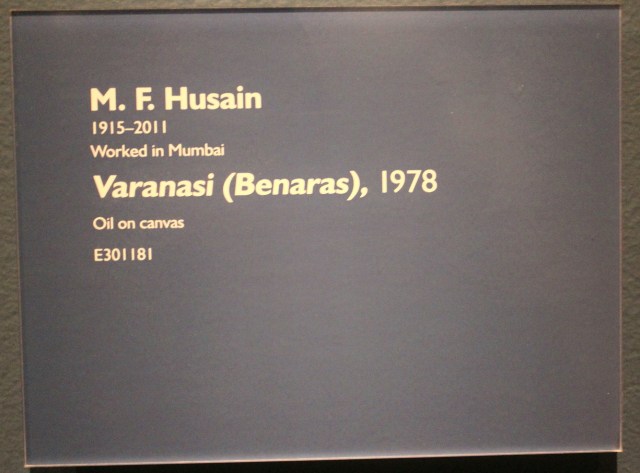 M. F. Husain
1915–2011
Worked in Mumbai
Varanasi (Benaras), 1978
Oil on canvas
E301181